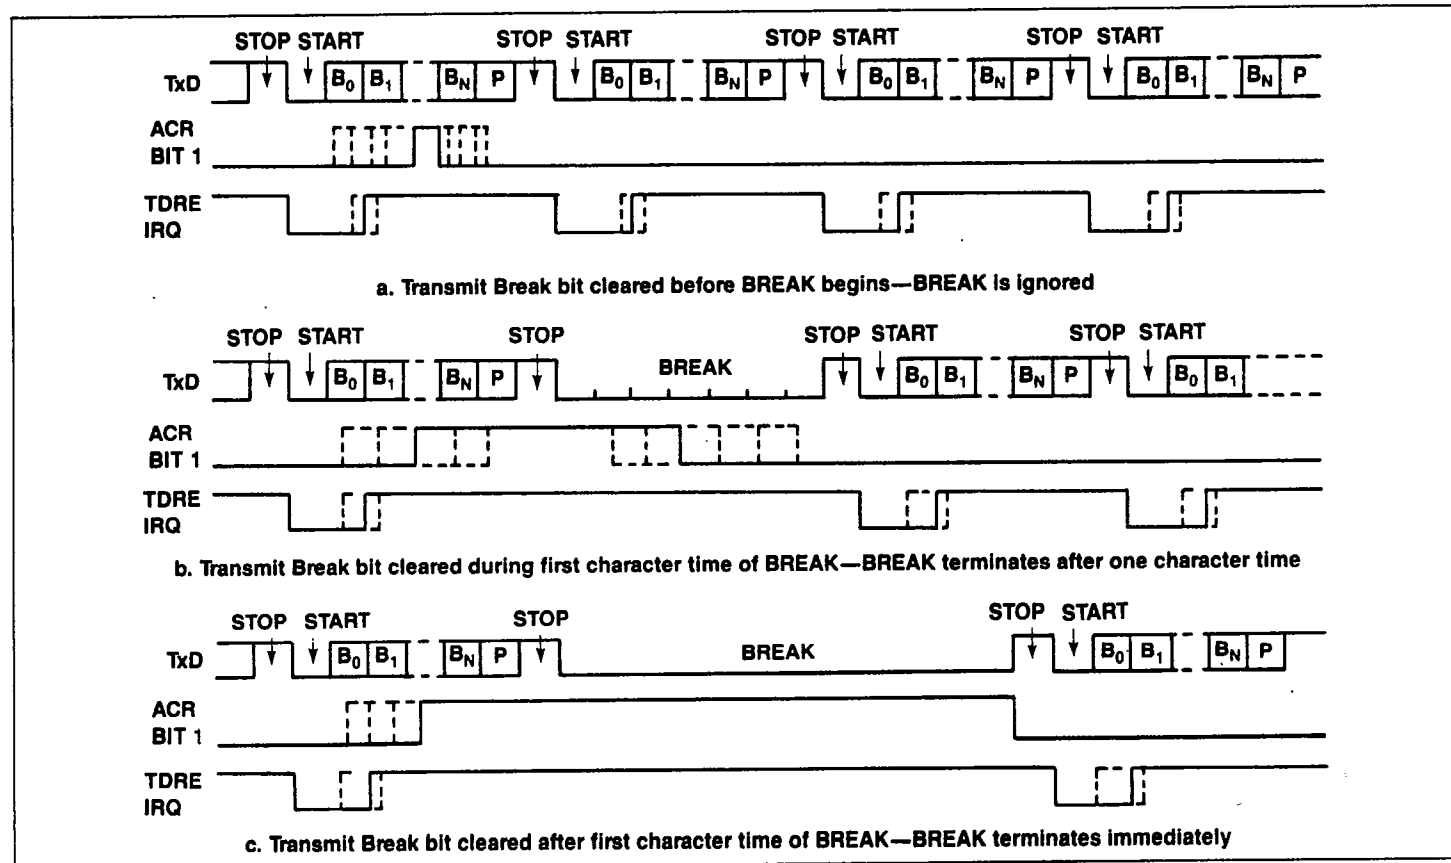 STOP START STOP START STOP START STOP START
TxD B0 B1 BN P B0 B1 BN P B0 B1 BN P B0 B1 BN P
ACR
BIT 1
TDRE
IRQ
a. Transmit Break bit cleared before BREAK begins—BREAK is ignored
STOP START STOP STOP START STOP START
TxD B0 B1 BN P BREAK B0 B1 BN P B0 B1
ACR
BIT 1
TDRE
IRQ
b. Transmit Break bit cleared during first character time of BREAK—BREAK terminates after one character time
STOP START STOP STOP START
TxD B0 B1 BN P BREAK B0 B1 BN P
ACR
BIT 1
TDRE
IRQ
c. Transmit Break bit cleared after first character time of BREAK—BREAK terminates immediately